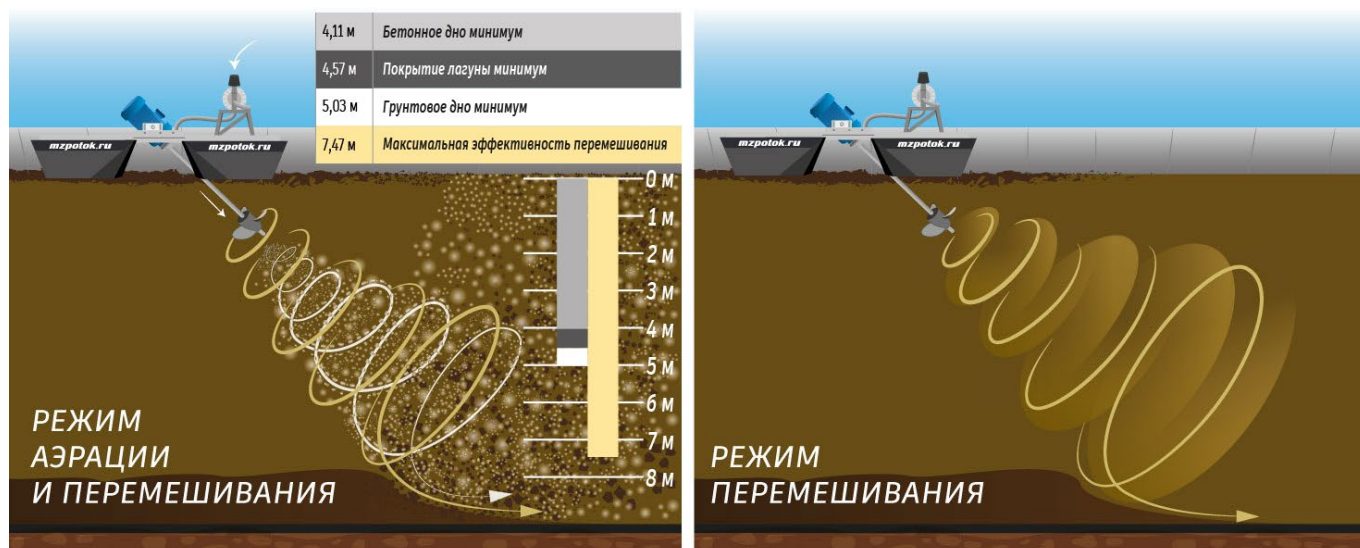 4,11 м Бетонное дно минимум
4,57 м Покрытие лагуны минимум
5,03 м Грунтовое дно минимум
7,47 м Максимальная эффективность перемешивания
mzpotok.ru mzpotok.ru
0 м
1 м
2 м
3 м
4 м
5 м
6 м
7 м
8 м
РЕЖИМ
АЭРАЦИИ
И ПЕРЕМЕШИВАНИЯ
mzpotok.ru mzpotok.ru
РЕЖИМ
ПЕРЕМЕШИВАНИЯ